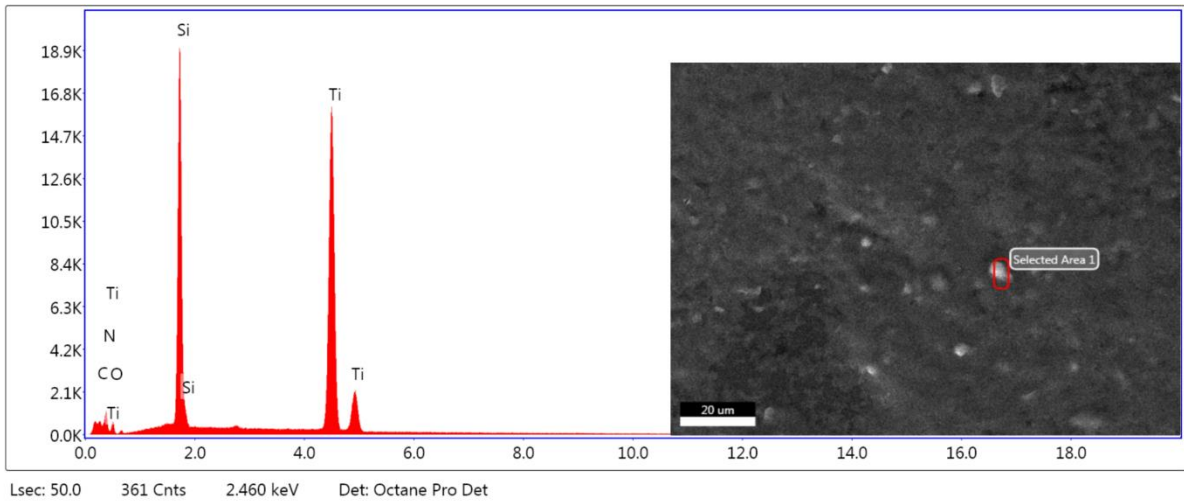 Si
18.9K
16.8K
Ti
14.7K
12.6K
10.5K
8.4K
Selected Area 1
Ti
6.3K
N
4.2K
C O
Ti
2.1K
Si
Ti
20 um
0.0K
0.0 2.0 4.0 6.0 8.0 10.0 12.0 14.0 16.0 18.0
Lsec: 50.0 361 Cnts 2.460 keV Det: Octane Pro Det